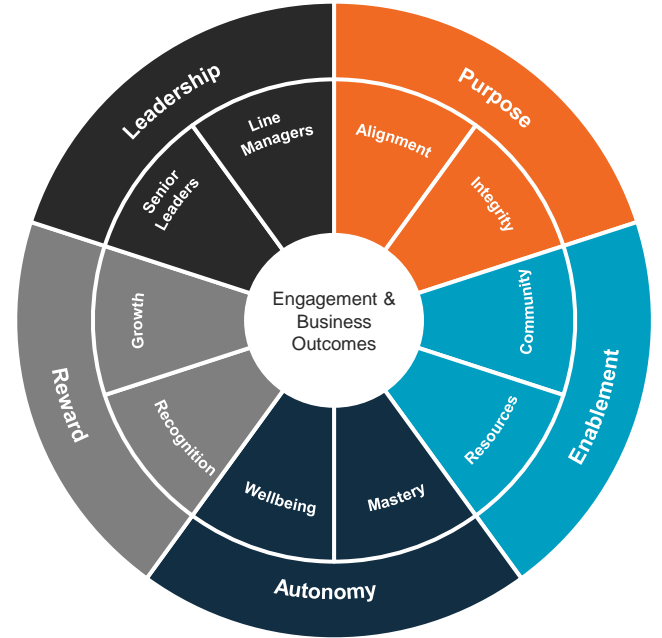 Leadership
Purpose
Line
Managers
Alignment
Senior
Leaders
Integrity
Engagement &
Business
Outcomes
Growth
Community
Reward
Enablement
Recognition
Resources
Wellbeing
Mastery
Autonomy